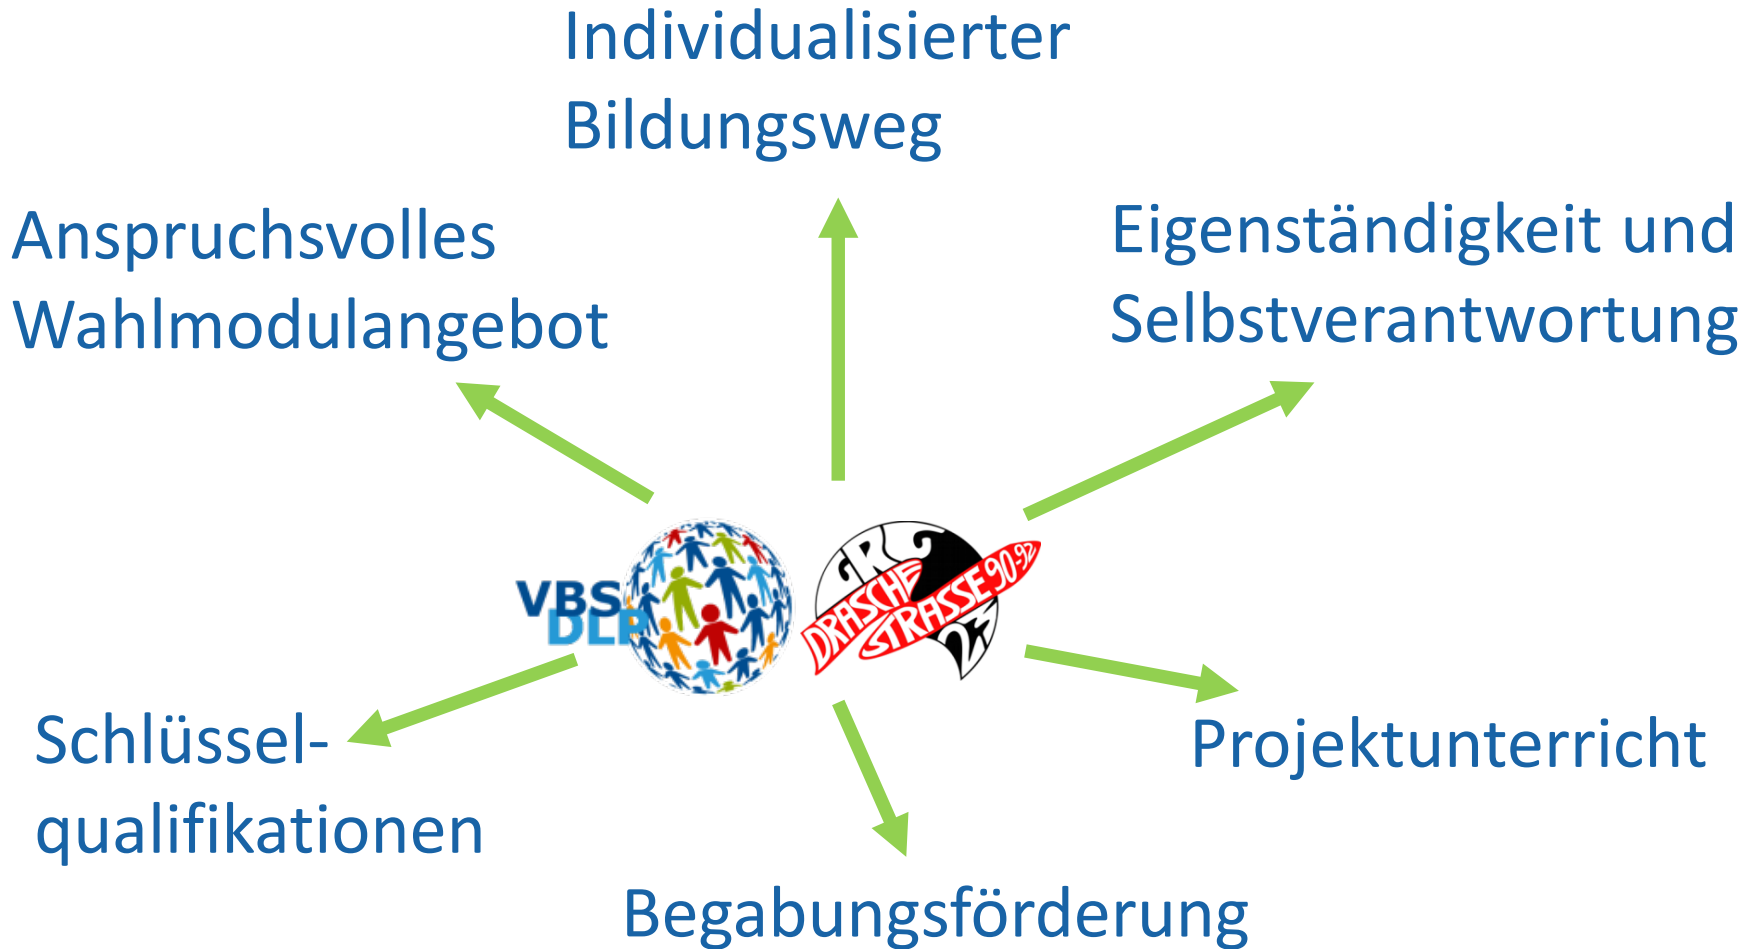 Individualisierter
Bildungsweg
Anspruchsvolles
Wahlmodulangebot
Eigenständigkeit und
Selbstverantwortung
VBS
DLP
GRG
DRASCHE
STRASSE 90-92
23
Schlüssel-
qualifikationen
Projektunterricht
Begabungsförderung